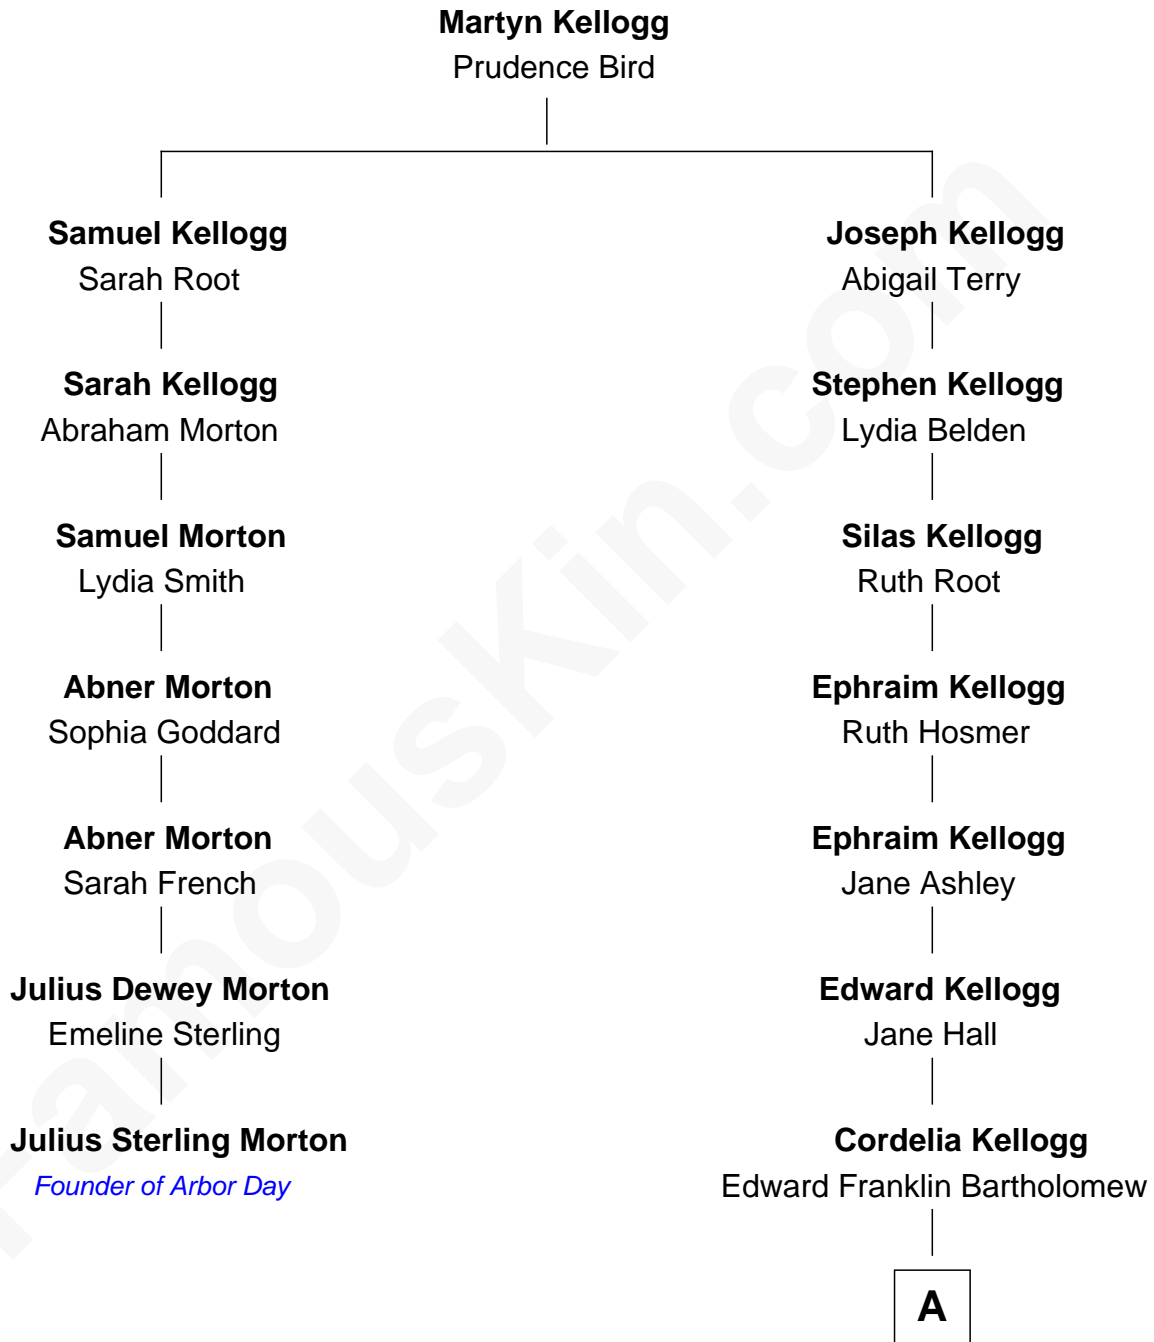 Martyn Kellogg
Prudence Bird
Samuel Kellogg
Sarah Root
Joseph Kellogg
Abigail Terry
Sarah Kellogg
Abraham Morton
Stephen Kellogg
Lydia Belden
Samuel Morton
Lydia Smith
Silas Kellogg
Ruth Root
Abner Morton
Sophia Goddard
Ephraim Kellogg
Ruth Hosmer
Abner Morton
Sarah French
Ephraim Kellogg
Jane Ashley
Julius Dewey Morton
Emeline Sterling
Edward Kellogg
Jane Hall
Julius Sterling Morton
Founder of Arbor Day
Cordelia Kellogg
Edward Franklin Bartholomew
A
FamousKin.com